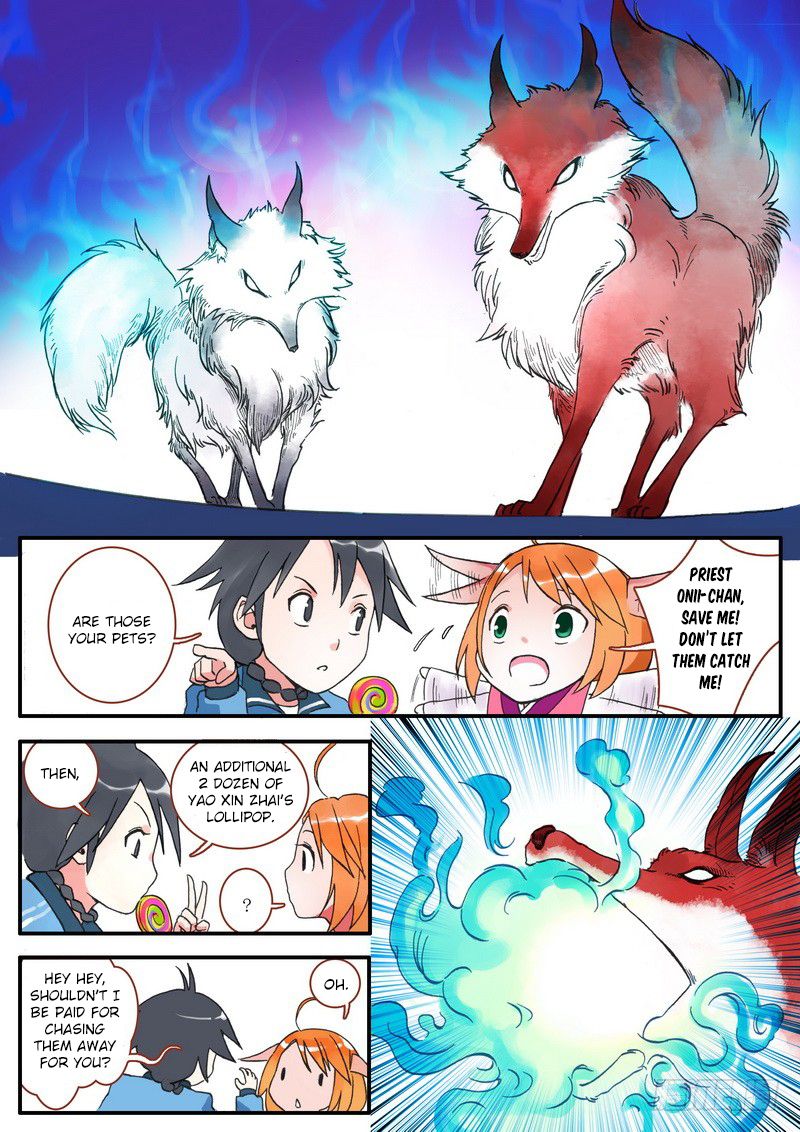 ARE THOSE
YOUR PETS?
PRIEST
ONII-CHAN,
SAVE ME!
DON'T LET
THEM CATCH
ME!
THEN,
AN ADDITIONAL
2 DOZEN OF
YAO XIN ZHAI'S
LOLLIPOP.
?
HEY HEY,
SHOULDN'T I
BE PAID FOR
CHASING
THEM AWAY
FOR YOU?
OH.